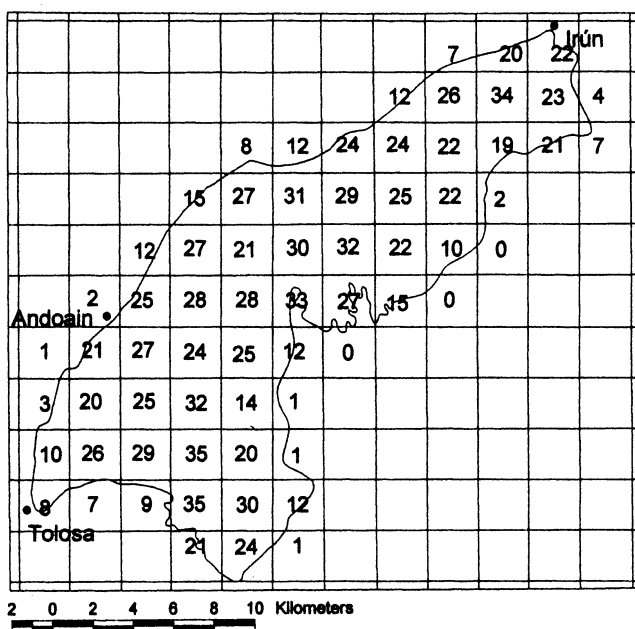 Irún
7 20 22
12 26 34 23 4
8 12 24 24 22 19 21 7
15 27 31 29 25 22 2
12 27 21 30 32 22 10 0
2 25 28 28 33 27 15 0
Andoain
1 21 27 24 25 12 0
3 20 25 32 14 1
10 26 29 35 20 1
8 7 9 35 30 12
Tolosa
21 24 1
2 0 2 4 6 8 10 Kilometers